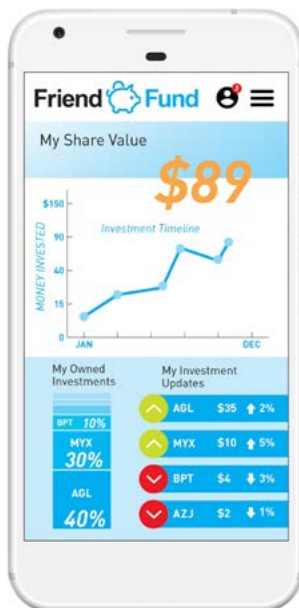 Friend Fund
My Share Value
$89
$150
Investment Timeline
90
40
15
0
MONEY INVESTED
JAN DEC
My Owned
Investments
BPT 10%
MYX
30%
AGL
40%
My Investment
Updates
AGL $35 2%
MYX $10 5%
BPT $4 3%
AZJ $2 1%